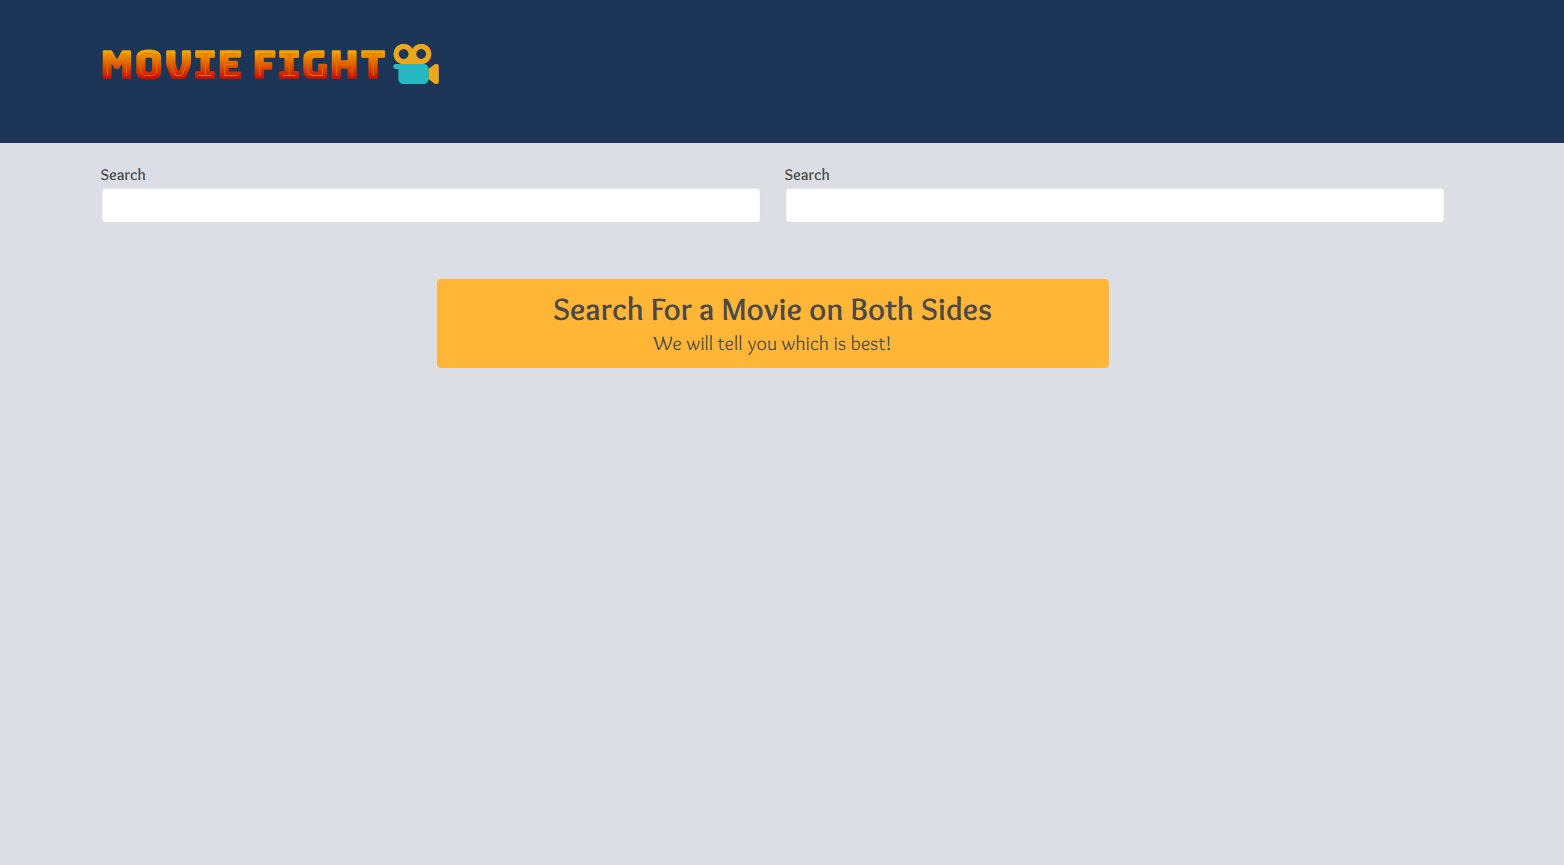 MOVIE FIGHT
Search
Search
Search For a Movie on Both Sides
We will tell you which is best!